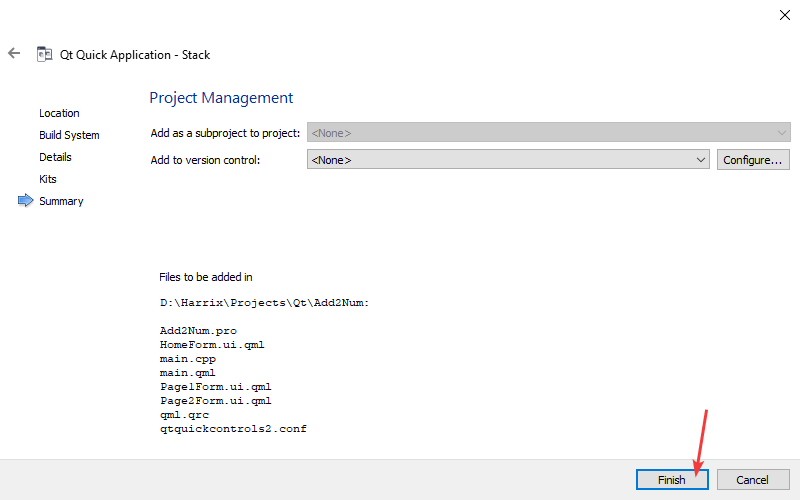 Qt Quick Application - Stack
Location
Build System
Details
Kits
Summary
Project Management
Add as a subproject to project: <None>
Add to version control: <None> Configure...
Files to be added in
D:\Harrix\Projects\Qt\Add2Num:
Add2Num.pro
HomeForm.ui.qml
main.cpp
main.qml
Page1Form.ui.qml
Page2Form.ui.qml
qml.qrc
qtquickcontrols2.conf
Finish Cancel